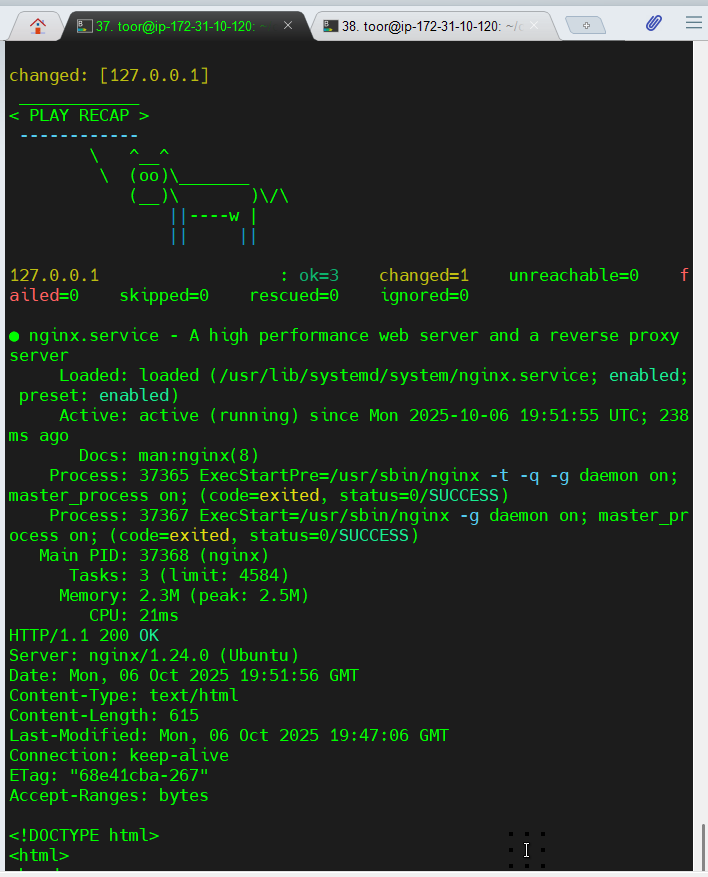 37. toor@ip-172-31-10-120: ~
38. toor@ip-172-31-10-120: ~/
changed: [127.0.0.1]
 ____________
< PLAY RECAP >
 ------------
        \   ^__^
         \  (oo)\_______
            (__)\       )\/\
                ||----w |
                ||     ||
127.0.0.1                  : ok=3    changed=1    unreachable=0    f
ailed=0    skipped=0    rescued=0    ignored=0
● nginx.service - A high performance web server and a reverse proxy
server
     Loaded: loaded (/usr/lib/systemd/system/nginx.service; enabled;
 preset: enabled)
     Active: active (running) since Mon 2025-10-06 19:51:55 UTC; 238
ms ago
       Docs: man:nginx(8)
    Process: 37365 ExecStartPre=/usr/sbin/nginx -t -q -g daemon on;
master_process on; (code=exited, status=0/SUCCESS)
    Process: 37367 ExecStart=/usr/sbin/nginx -g daemon on; master_pr
ocess on; (code=exited, status=0/SUCCESS)
   Main PID: 37368 (nginx)
      Tasks: 3 (limit: 4584)
     Memory: 2.3M (peak: 2.5M)
        CPU: 21ms
HTTP/1.1 200 OK
Server: nginx/1.24.0 (Ubuntu)
Date: Mon, 06 Oct 2025 19:51:56 GMT
Content-Type: text/html
Content-Length: 615
Last-Modified: Mon, 06 Oct 2025 19:47:06 GMT
Connection: keep-alive
ETag: "68e41cba-267"
Accept-Ranges: bytes
<!DOCTYPE html>
<html>